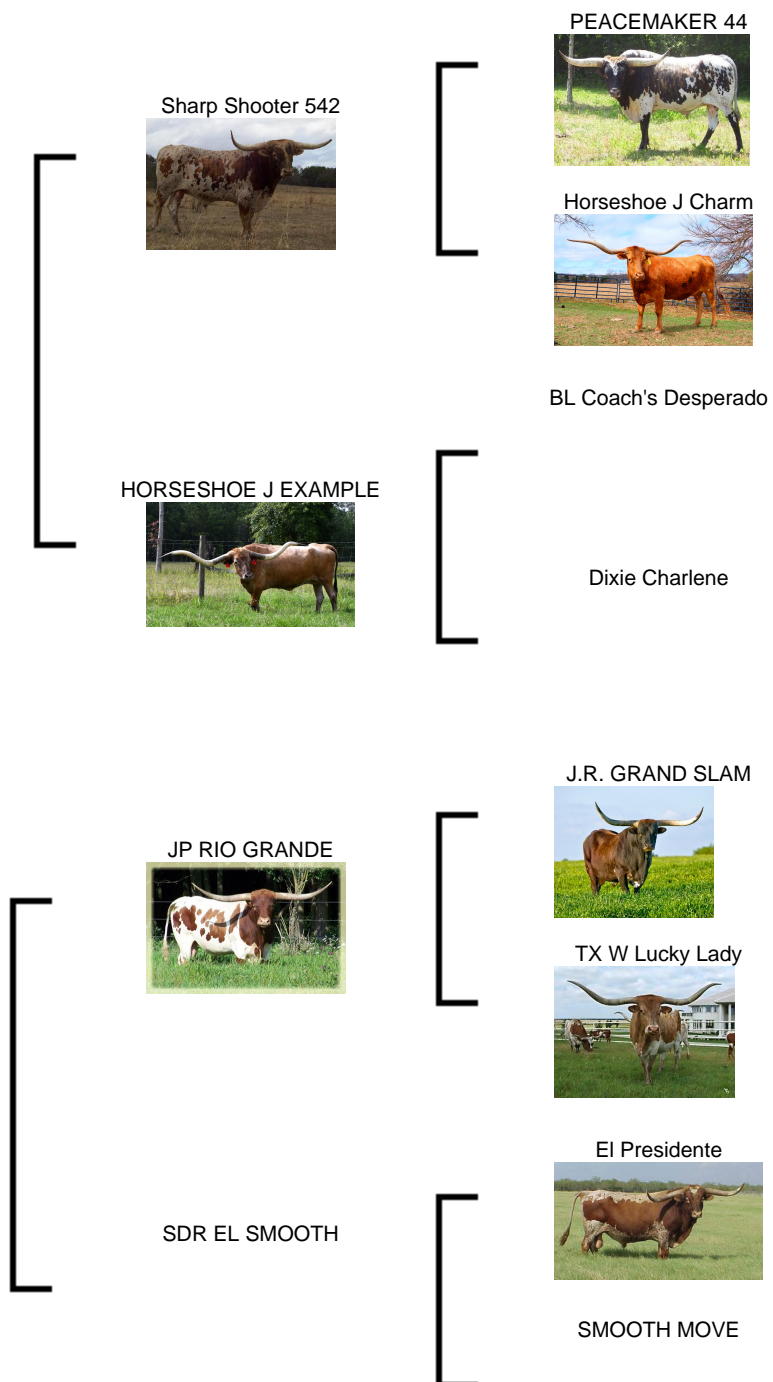 PEACEMAKER 44
Sharp Shooter 542
Horseshoe J Charm
BL Coach's Desperado
HORSESHOE J EXAMPLE
Dixie Charlene
J.R. GRAND SLAM
JP RIO GRANDE
TX W Lucky Lady
El Presidente
SDR EL SMOOTH
SMOOTH MOVE